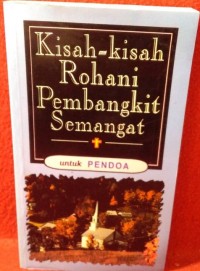 Kisah-kisah
Rohani
Pembangkit
Semangat
untuk PENDOA